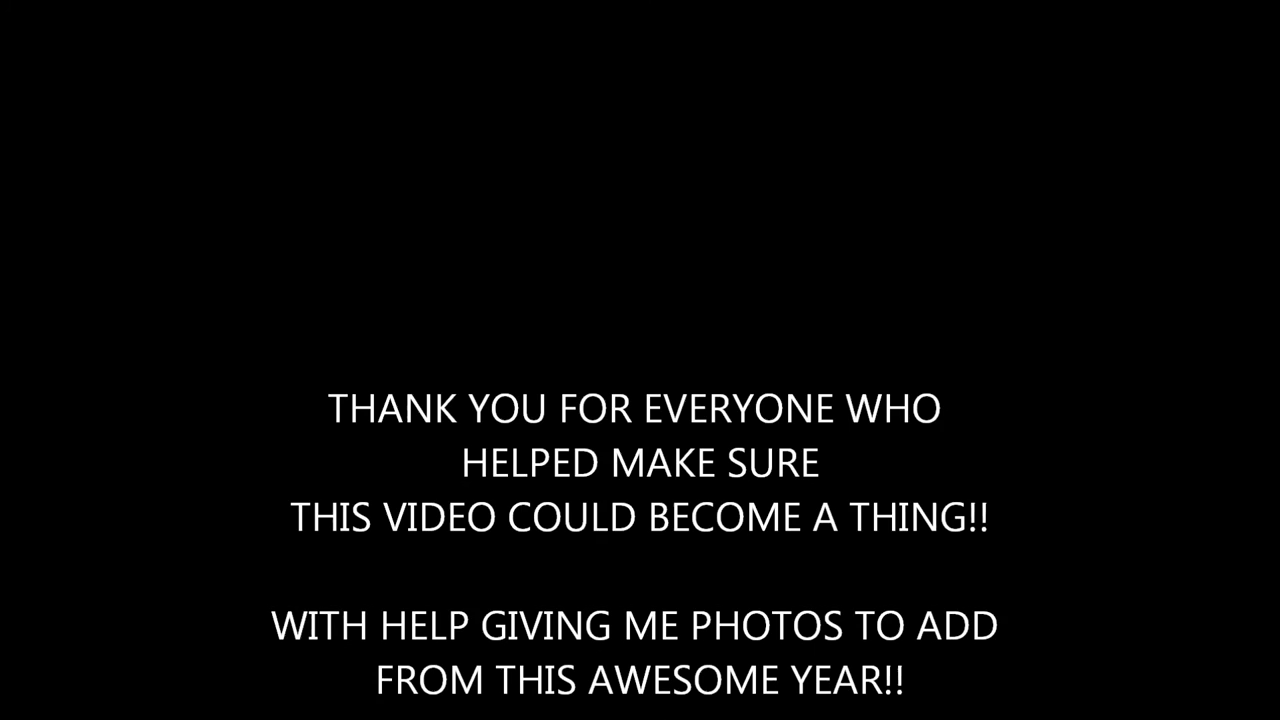 THANK YOU FOR EVERYONE WHO
HELPED MAKE SURE
THIS VIDEO COULD BECOME A THING!!
WITH HELP GIVING ME PHOTOS TO ADD
FROM THIS AWESOME YEAR!!